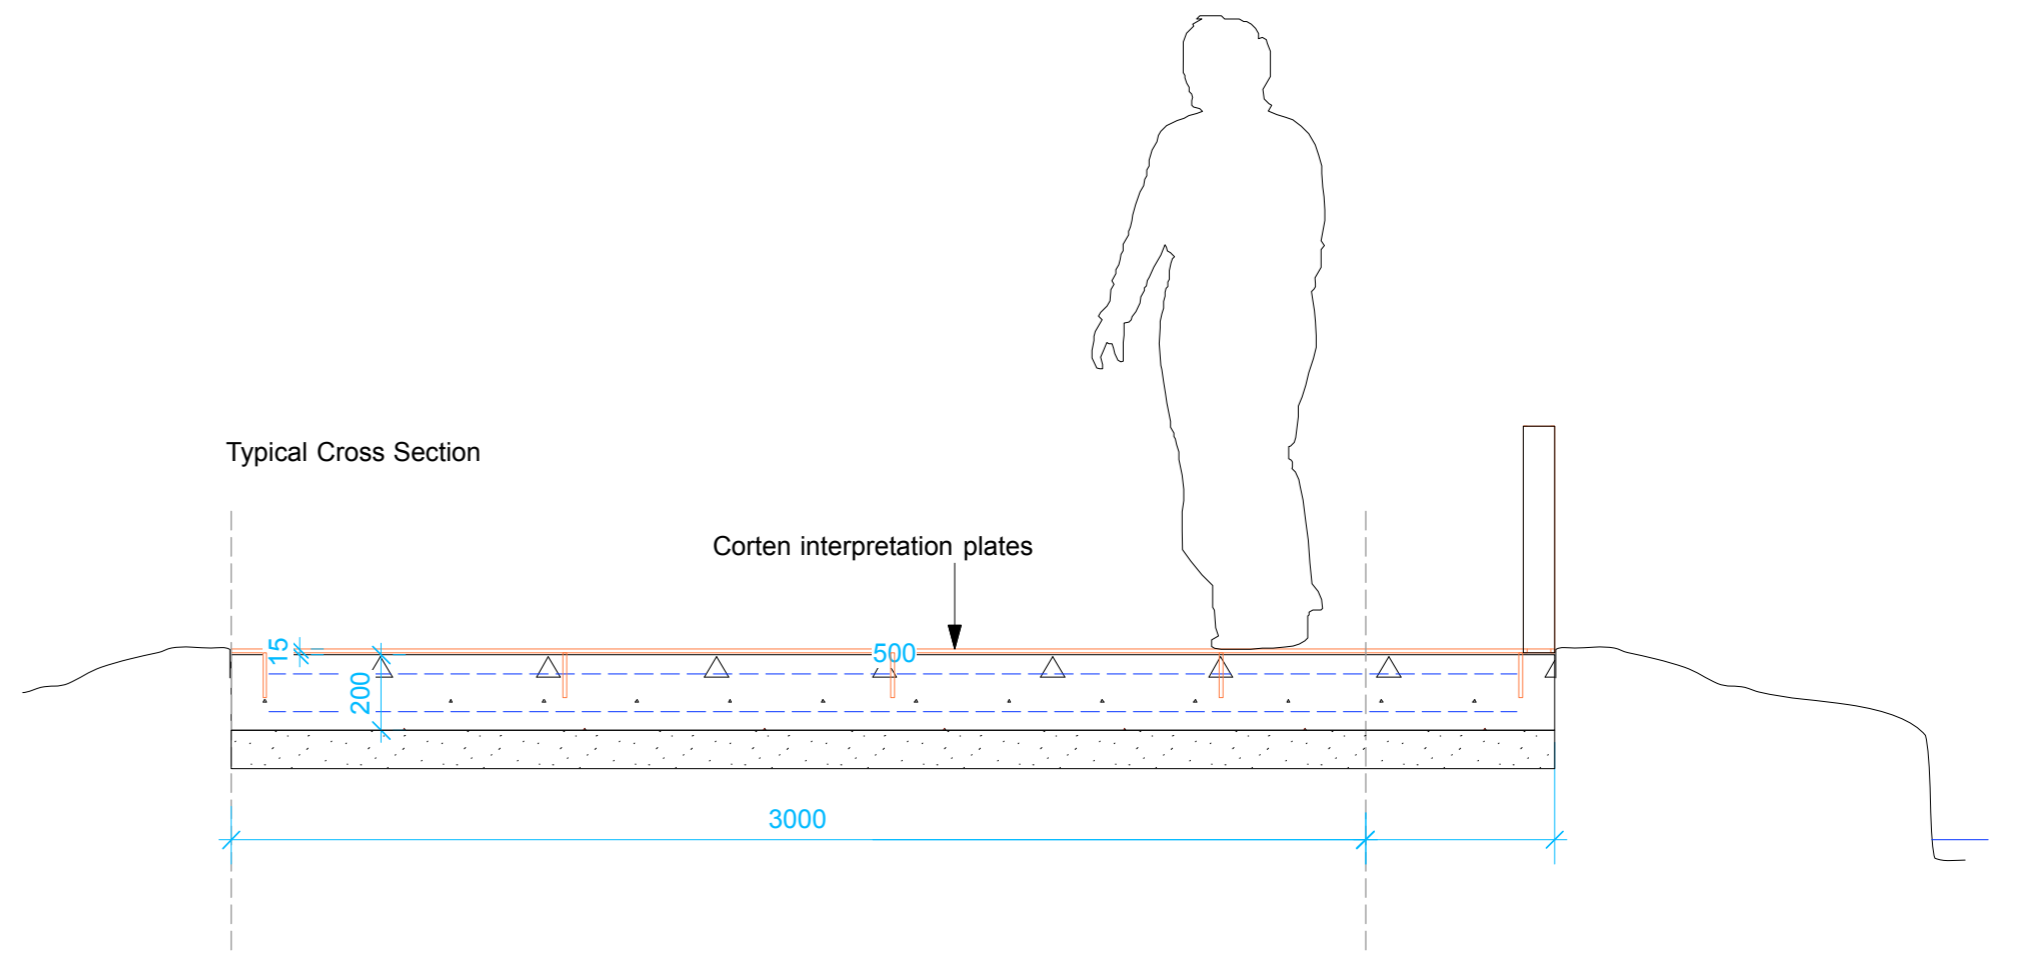 Typical Cross Section
Corten interpretation plates
15
500
200
3000